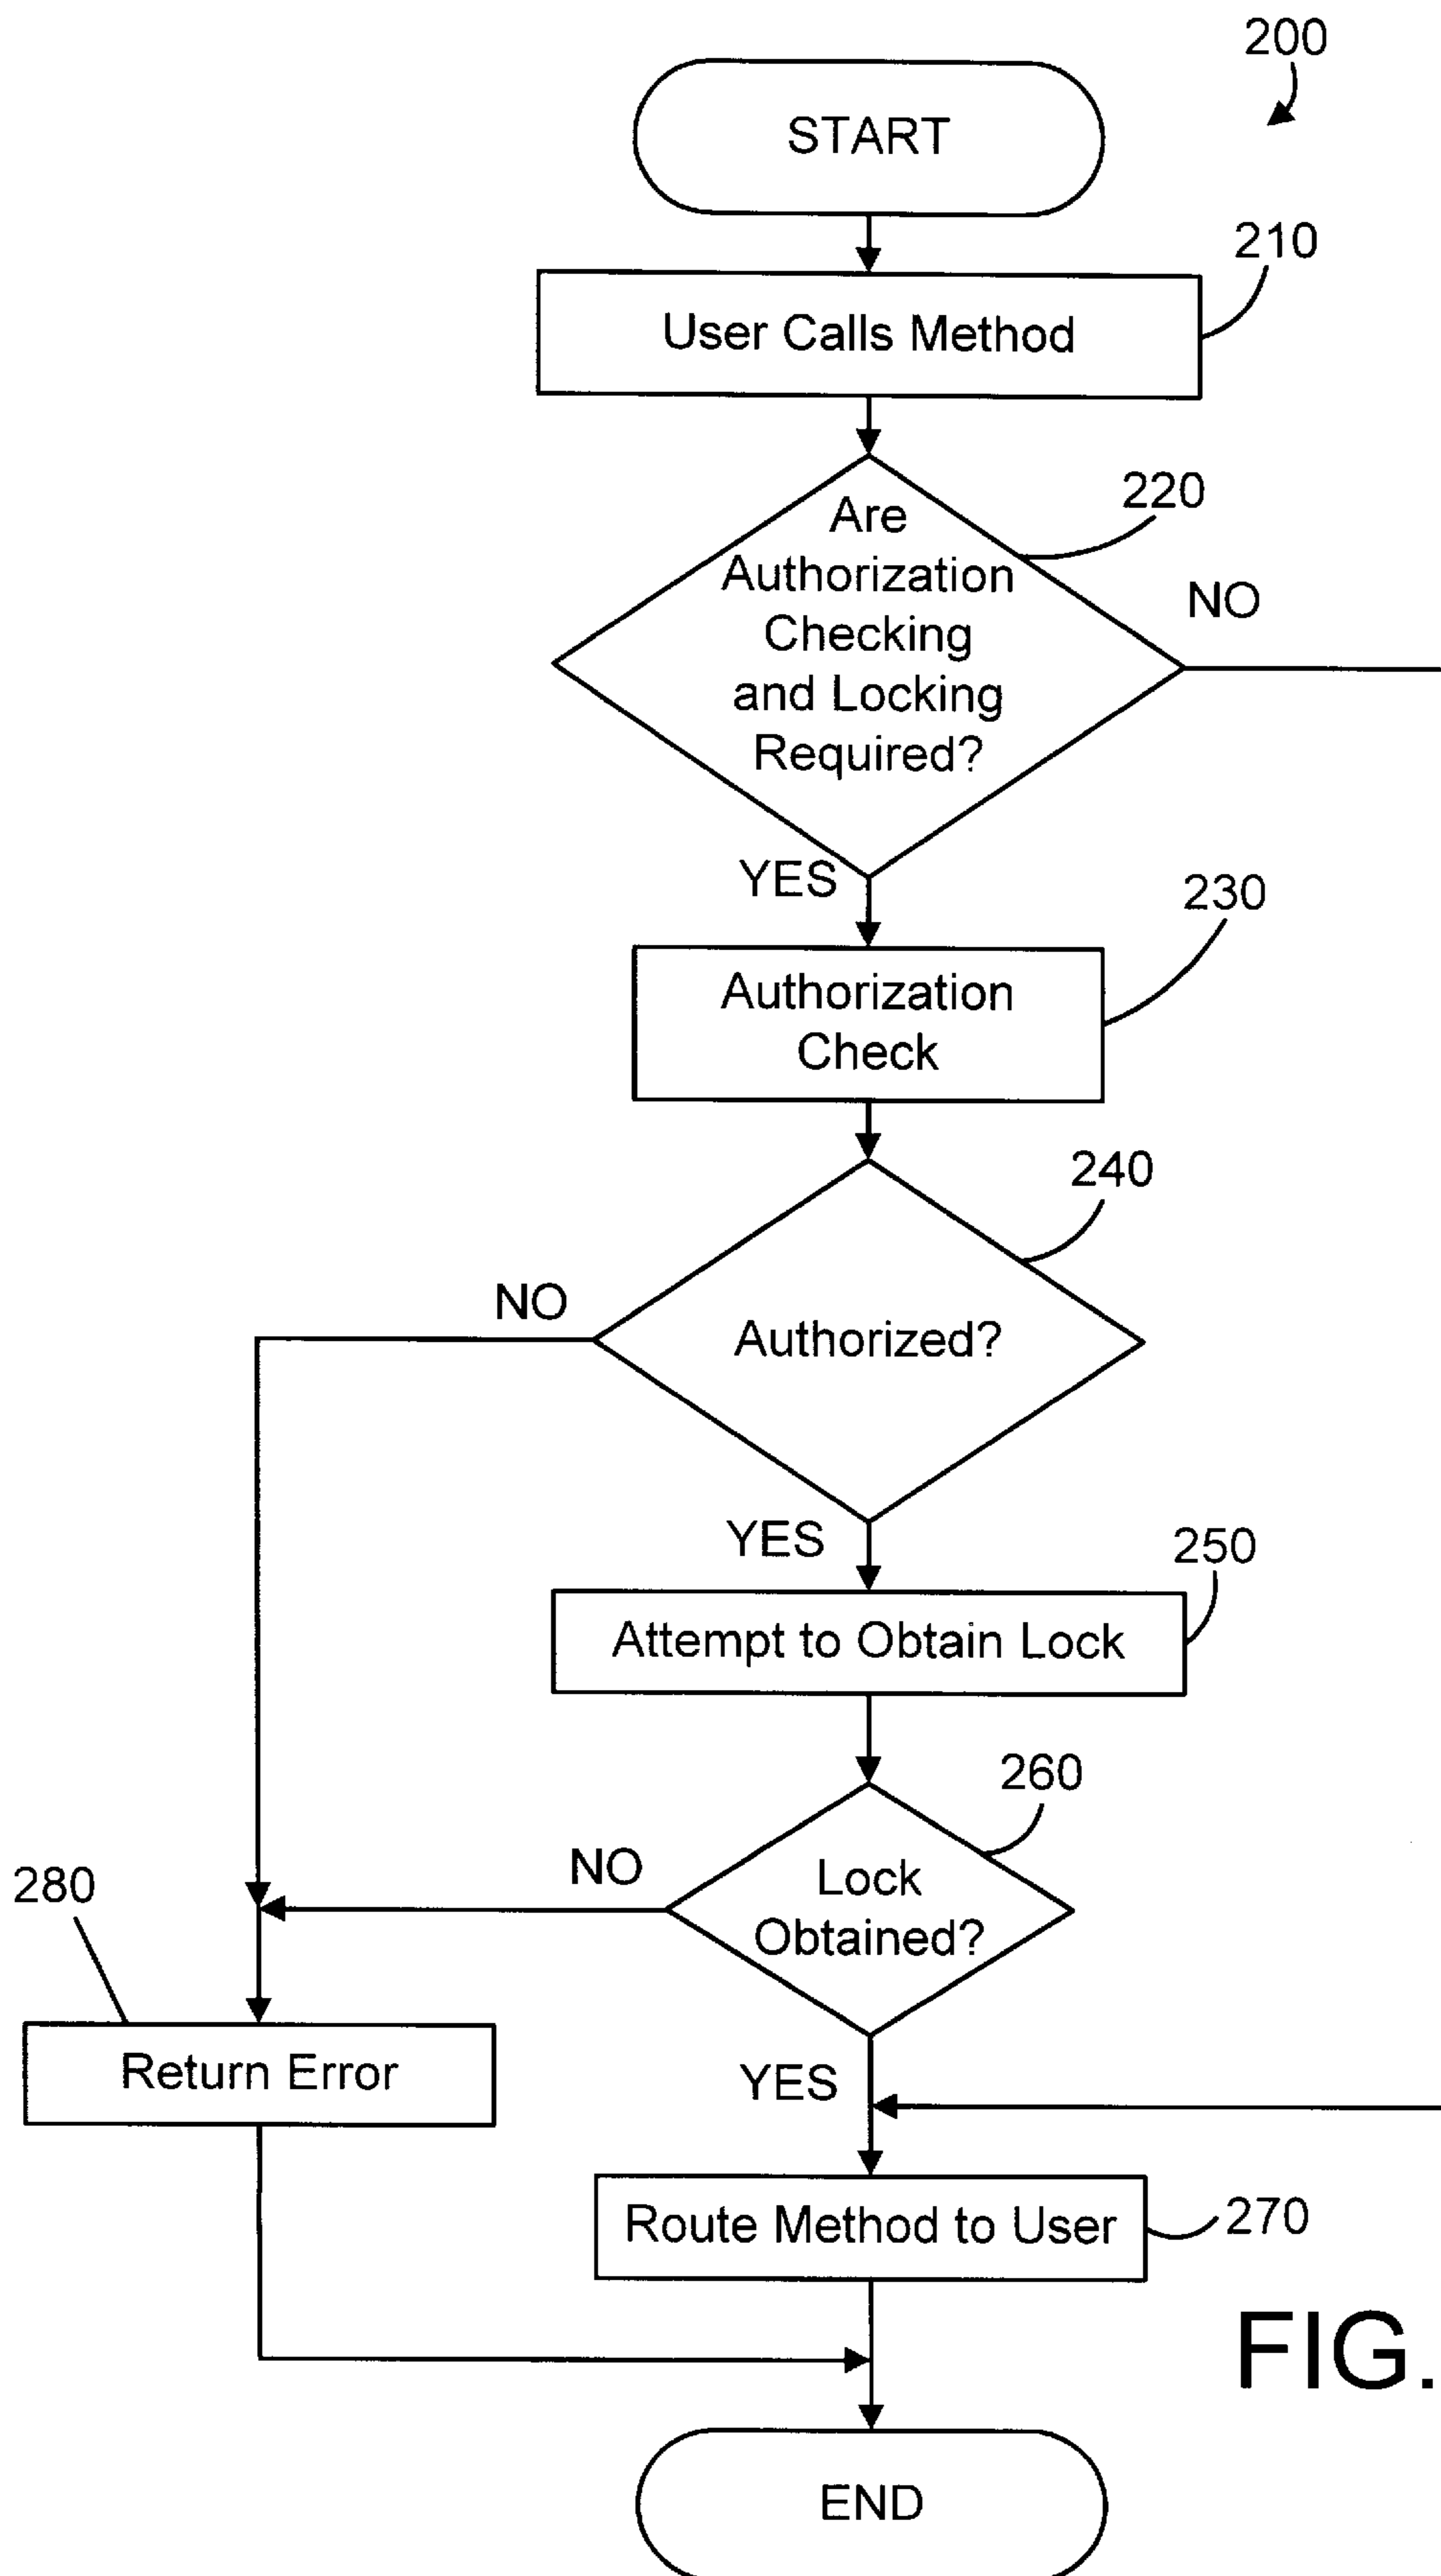 200
START
210
User Calls Method
220
Are
Authorization
Checking
and Locking
Required?
NO
YES
230
Authorization
Check
240
NO
Authorized?
YES
250
Attempt to Obtain Lock
260
NO
Lock
Obtained?
280
Return Error
YES
Route Method to User
270
FIG.
END